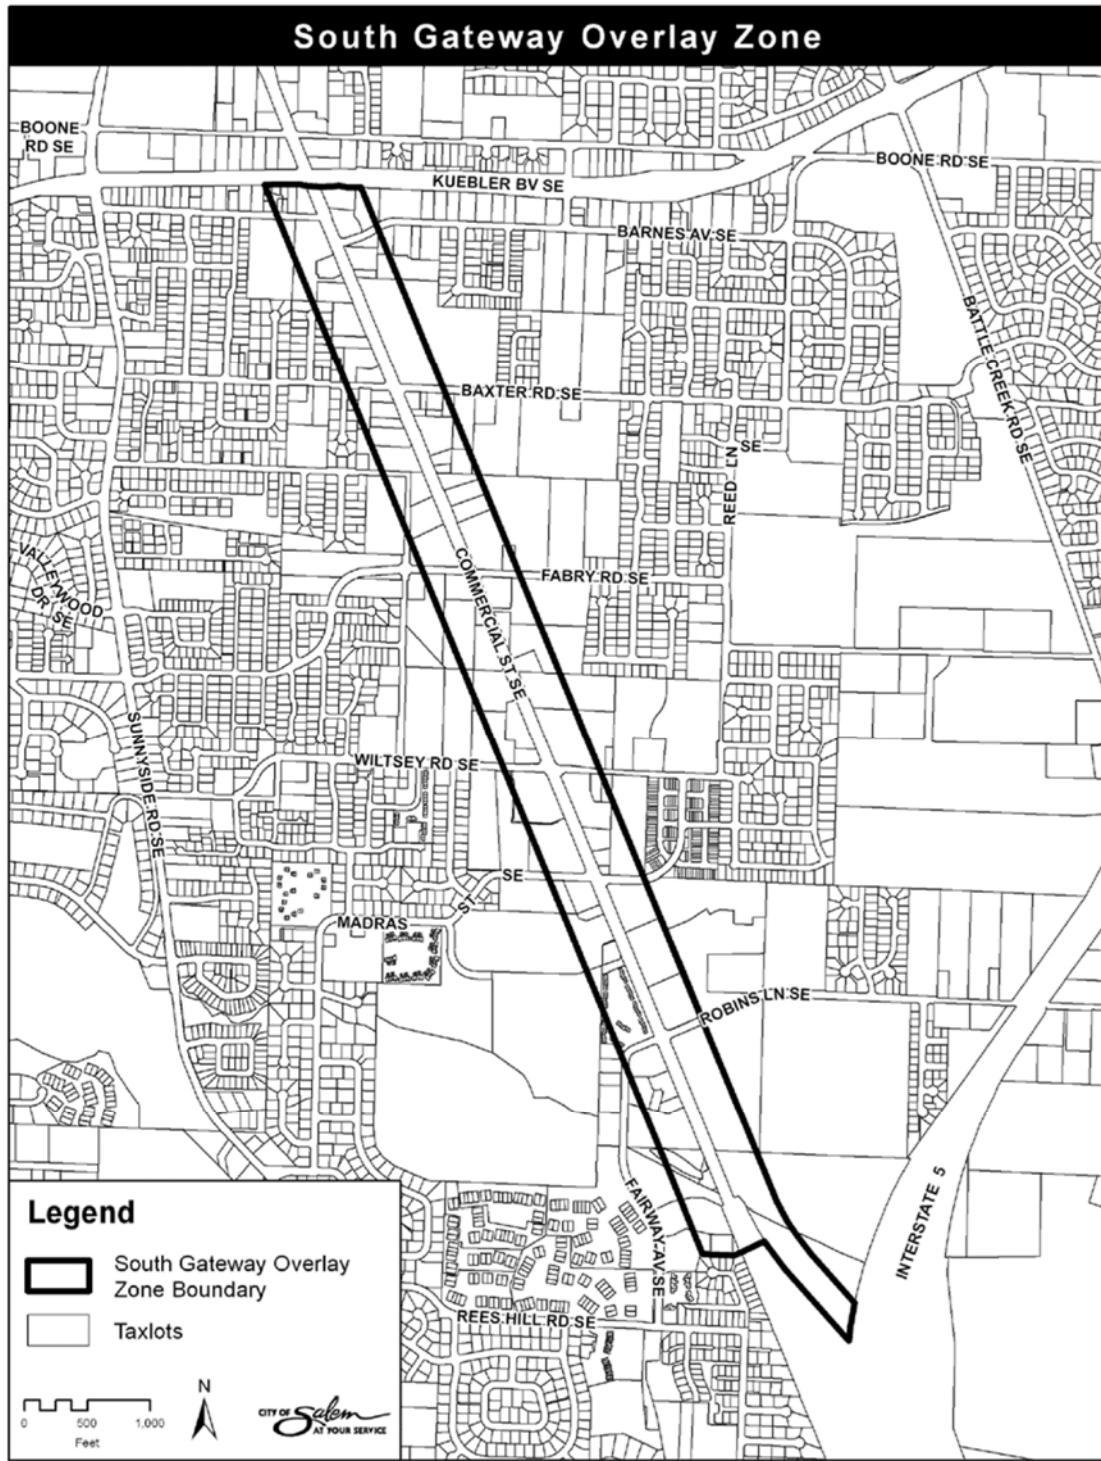 South Gateway Overlay Zone
BOONE
RD SE
BOONE RD SE
KUEBLER BV SE
BARNES AV SE
BATTLE CREEK RD SE
BAXTER RD SE
REED LN SE
COMMERCIAL ST SE
FABRY RD SE
VALLEYWOOD
DR SE
SUNNYSIDE RD SE
WILTSEY RD SE
MADRAS ST SE
ROBINS LN SE
INTERSTATE 5
FAIRWAY AV SE
REES HILL RD SE
Legend
South Gateway Overlay
Zone Boundary
Taxlots
N
0 500 1,000
Feet
CITY OF Salem
AT YOUR SERVICE